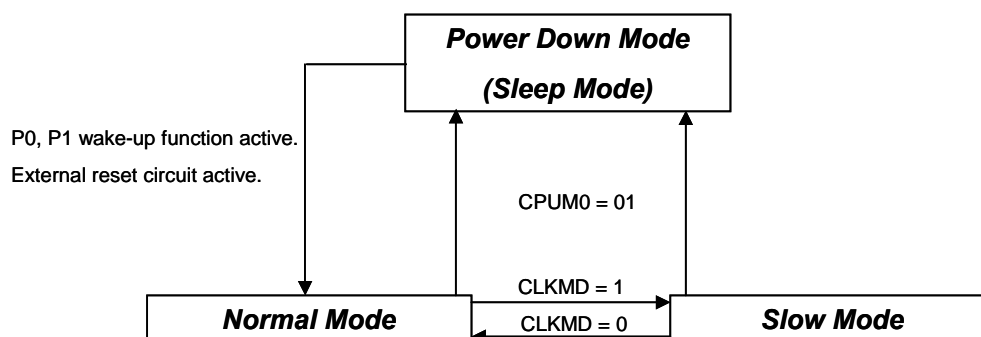 Power Down Mode
(Sleep Mode)
P0, P1 wake-up function active.
External reset circuit active.
CPUM0 = 01
CLKMD = 1
Normal Mode
CLKMD = 0
Slow Mode